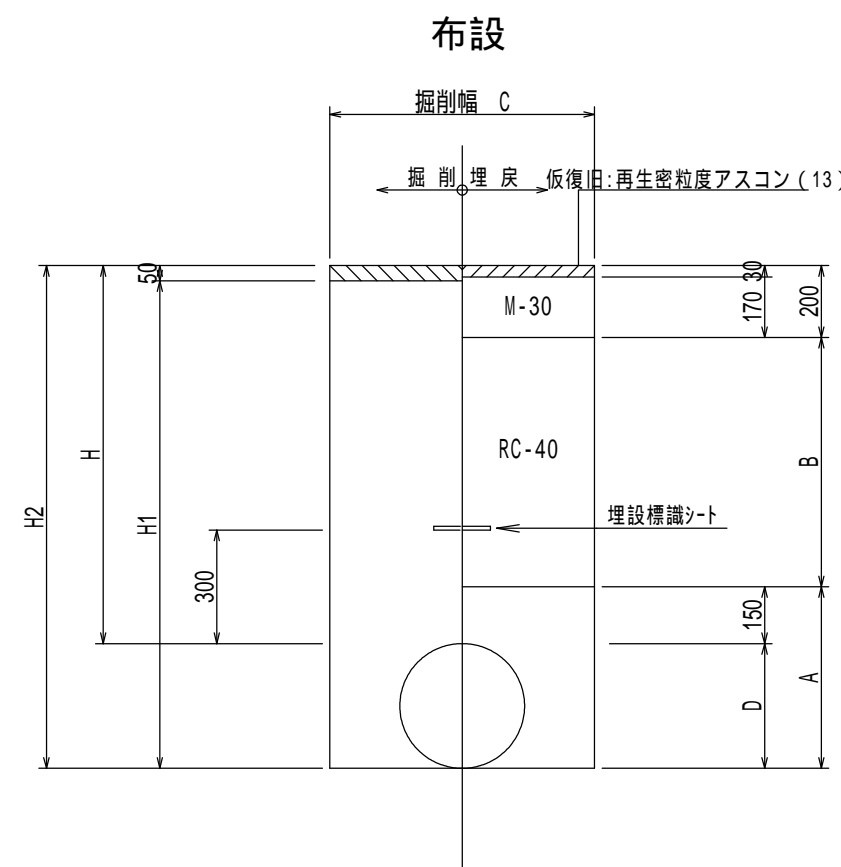 布設
掘削幅 C
掘 削 埋 戻
仮復旧:再生密粒度アスコン(13)
50
30
M-30
170
200
H
RC-40
B
H2
H1
埋設標識シート
300
150
A
D